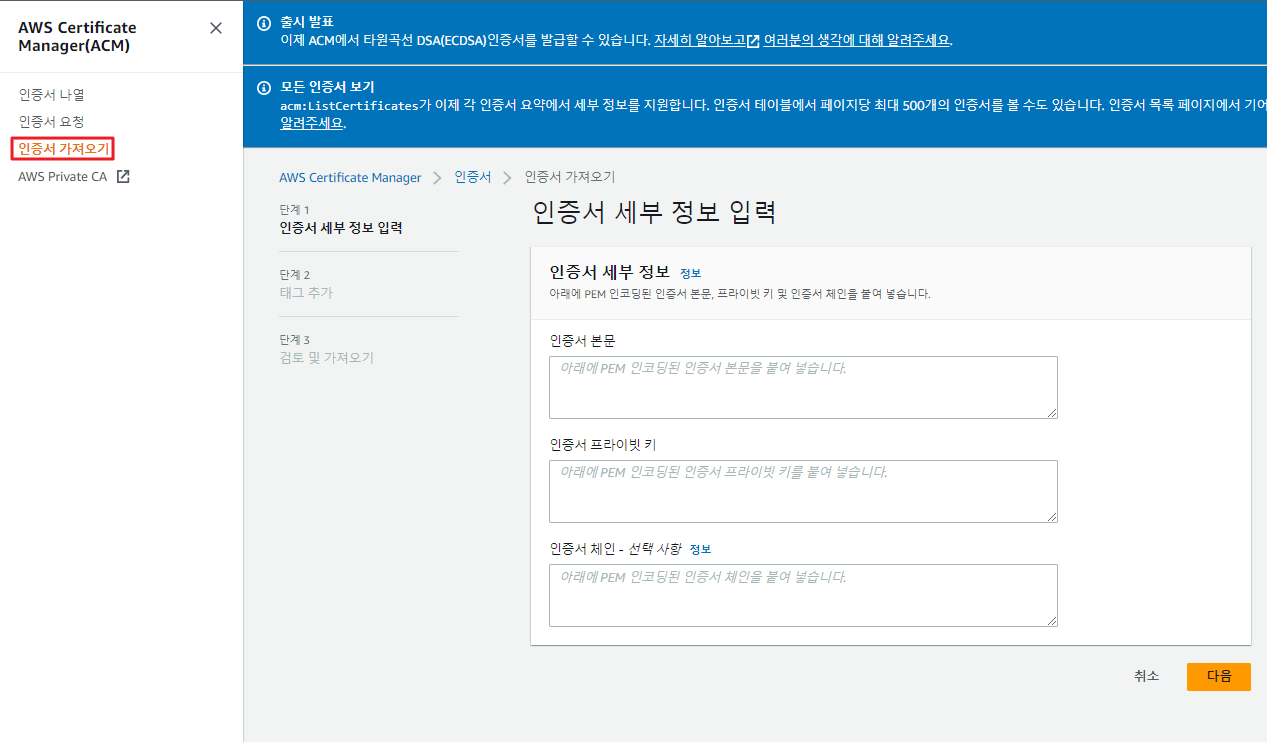 AWS Certificate
Manager(ACM)
인증서 나열
인증서 요청
인증서 가져오기
AWS Private CA
출시 발표
이제 ACM에서 타원곡선 DSA(ECDSA)인증서를 발급할 수 있습니다. 자세히 알아보고 여러분의 생각에 대해 알려주세요.
모든 인증서 보기
acm:ListCertificates가 이제 각 인증서 요약에서 세부 정보를 지원합니다. 인증서 테이블에서 페이지당 최대 500개의 인증서를 볼 수도 있습니다. 인증서 목록 페이지에서 기어
알려주세요.
AWS Certificate Manager > 인증서 > 인증서 가져오기
단계 1
인증서 세부 정보 입력
단계 2
태그 추가
단계 3
검토 및 가져오기
인증서 세부 정보 입력
인증서 세부 정보 정보
아래에 PEM 인코딩된 인증서 본문, 프라이빗 키 및 인증서 체인을 붙여 넣습니다.
인증서 본문
아래에 PEM 인코딩된 인증서 본문을 붙여 넣습니다.
인증서 프라이빗 키
아래에 PEM 인코딩된 인증서 프라이빗 키를 붙여 넣습니다.
인증서 체인 - 선택 사항 정보
아래에 PEM 인코딩된 인증서 체인을 붙여 넣습니다.
취소 다음